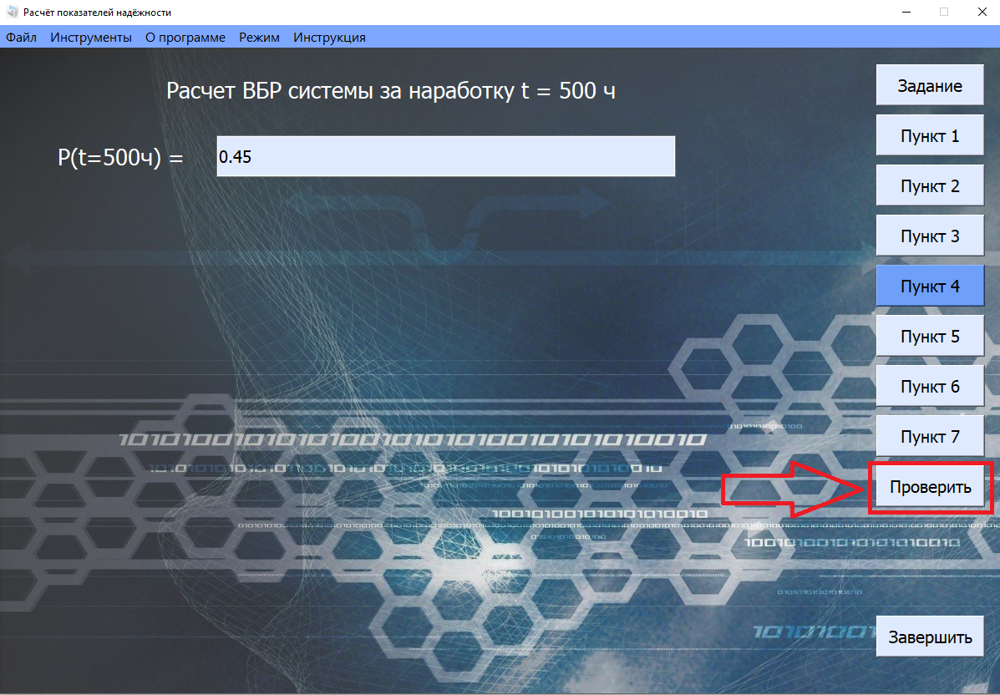 Расчёт показателей надёжности
Файл Инструменты О программе Режим Инструкция
Расчет ВБР системы за наработку t = 500 ч
P(t=500ч) =
0.45
Задание
Пункт 1
Пункт 2
Пункт 3
Пункт 4
Пункт 5
Пункт 6
Пункт 7
Проверить
Завершить